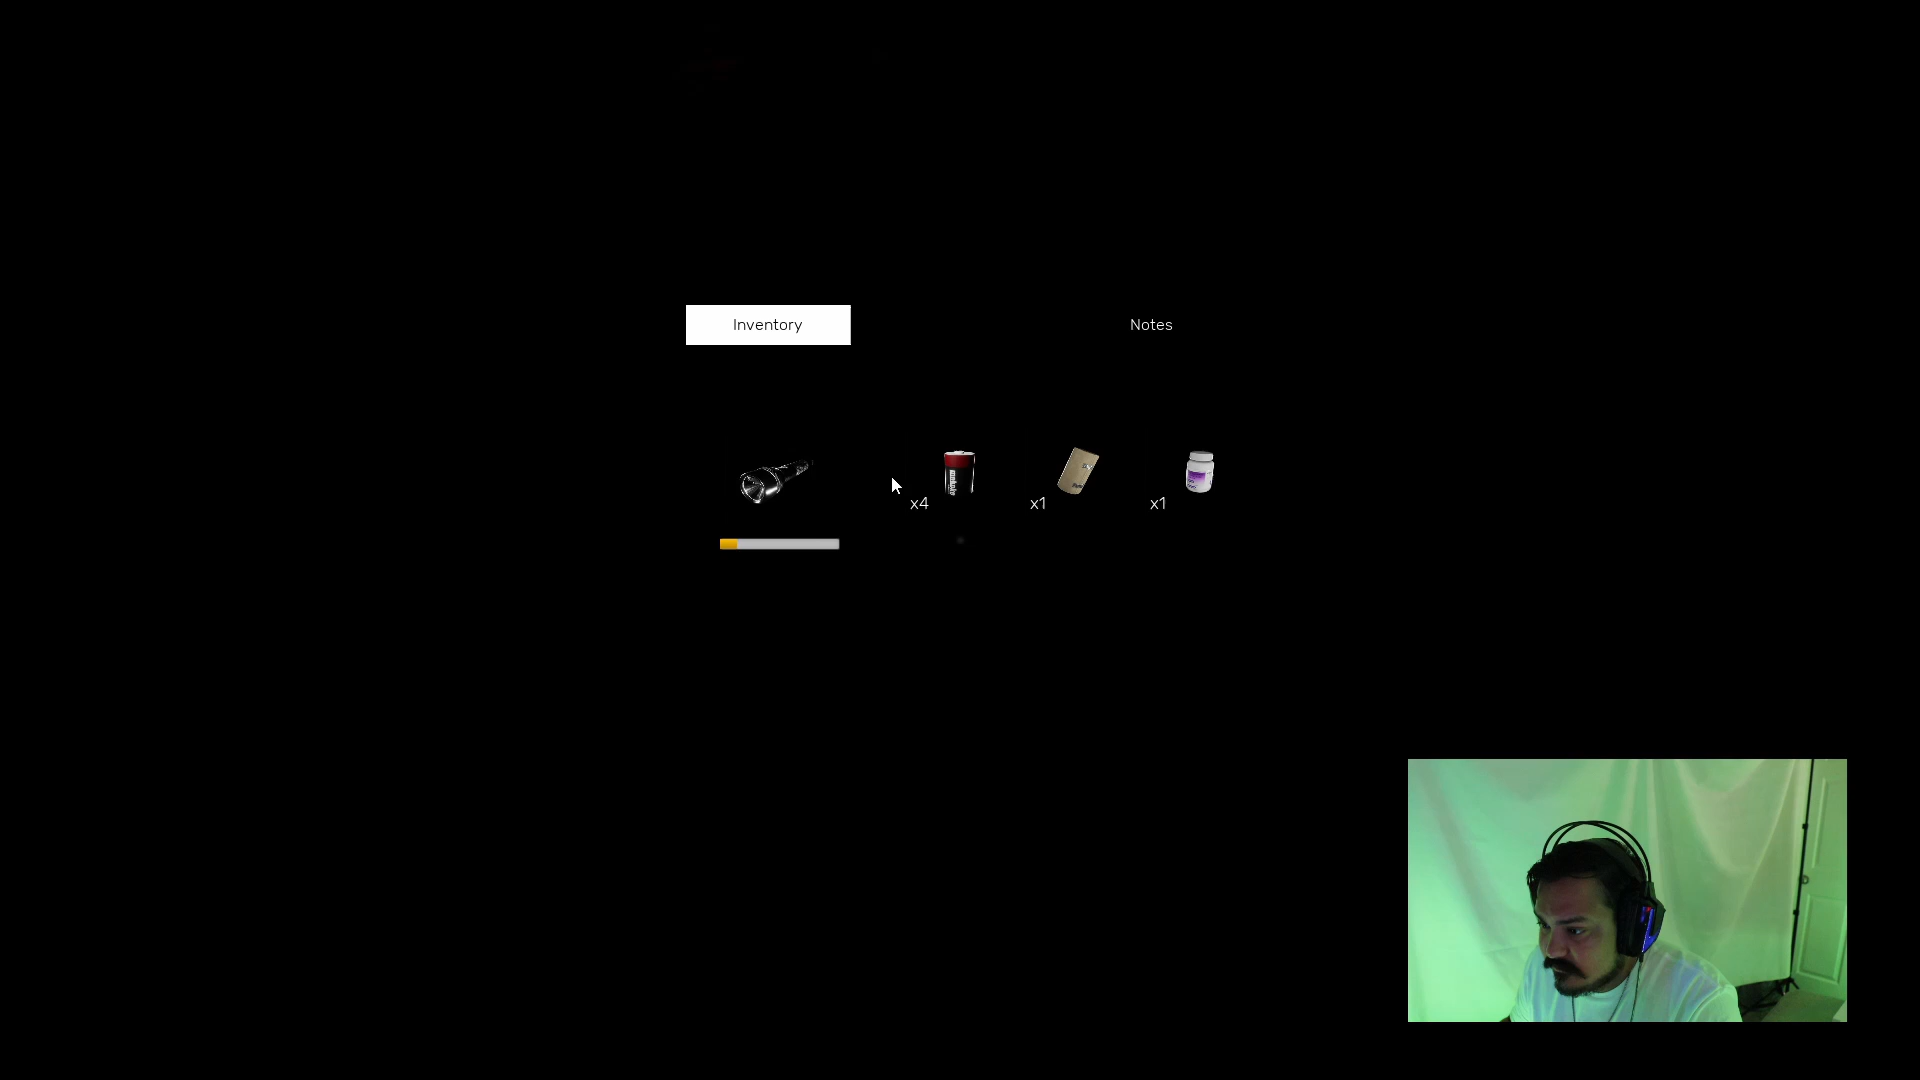 Inventory
Notes
x4
x1
x1